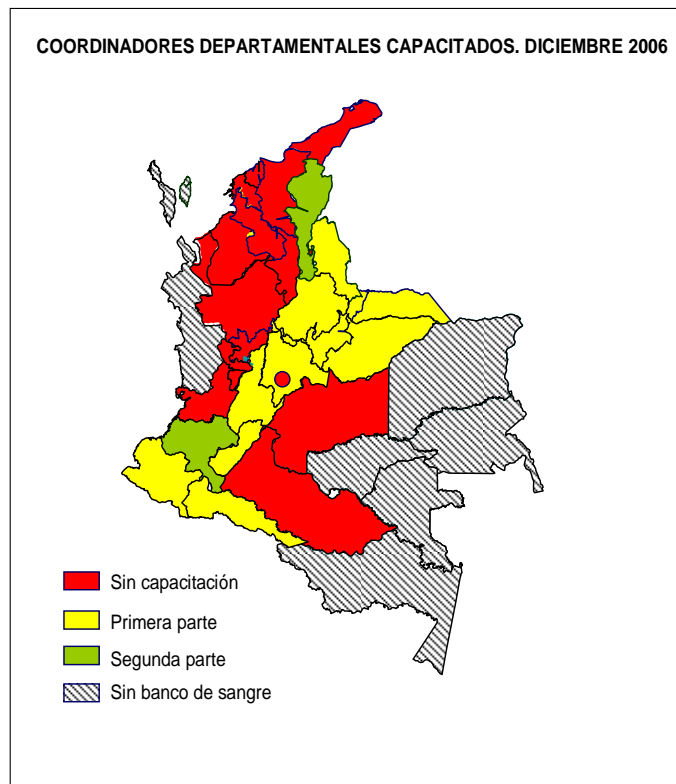 COORDINADORES DEPARTAMENTALES CAPACITADOS. DICIEMBRE 2006
Sin capacitación
Primera parte
Segunda parte
Sin banco de sangre